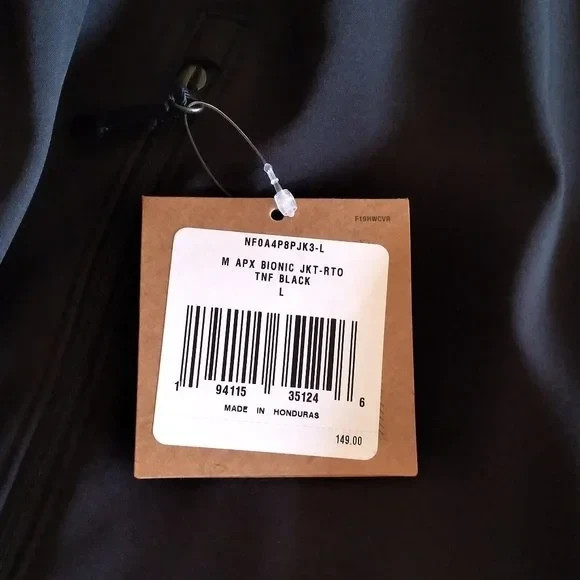 F19HWCVR
NF0A4P8PJK3-L
M APX BIONIC JKT-RTO
TNF BLACK
L
1 94115 35124 6
MADE IN HONDURAS
149.00